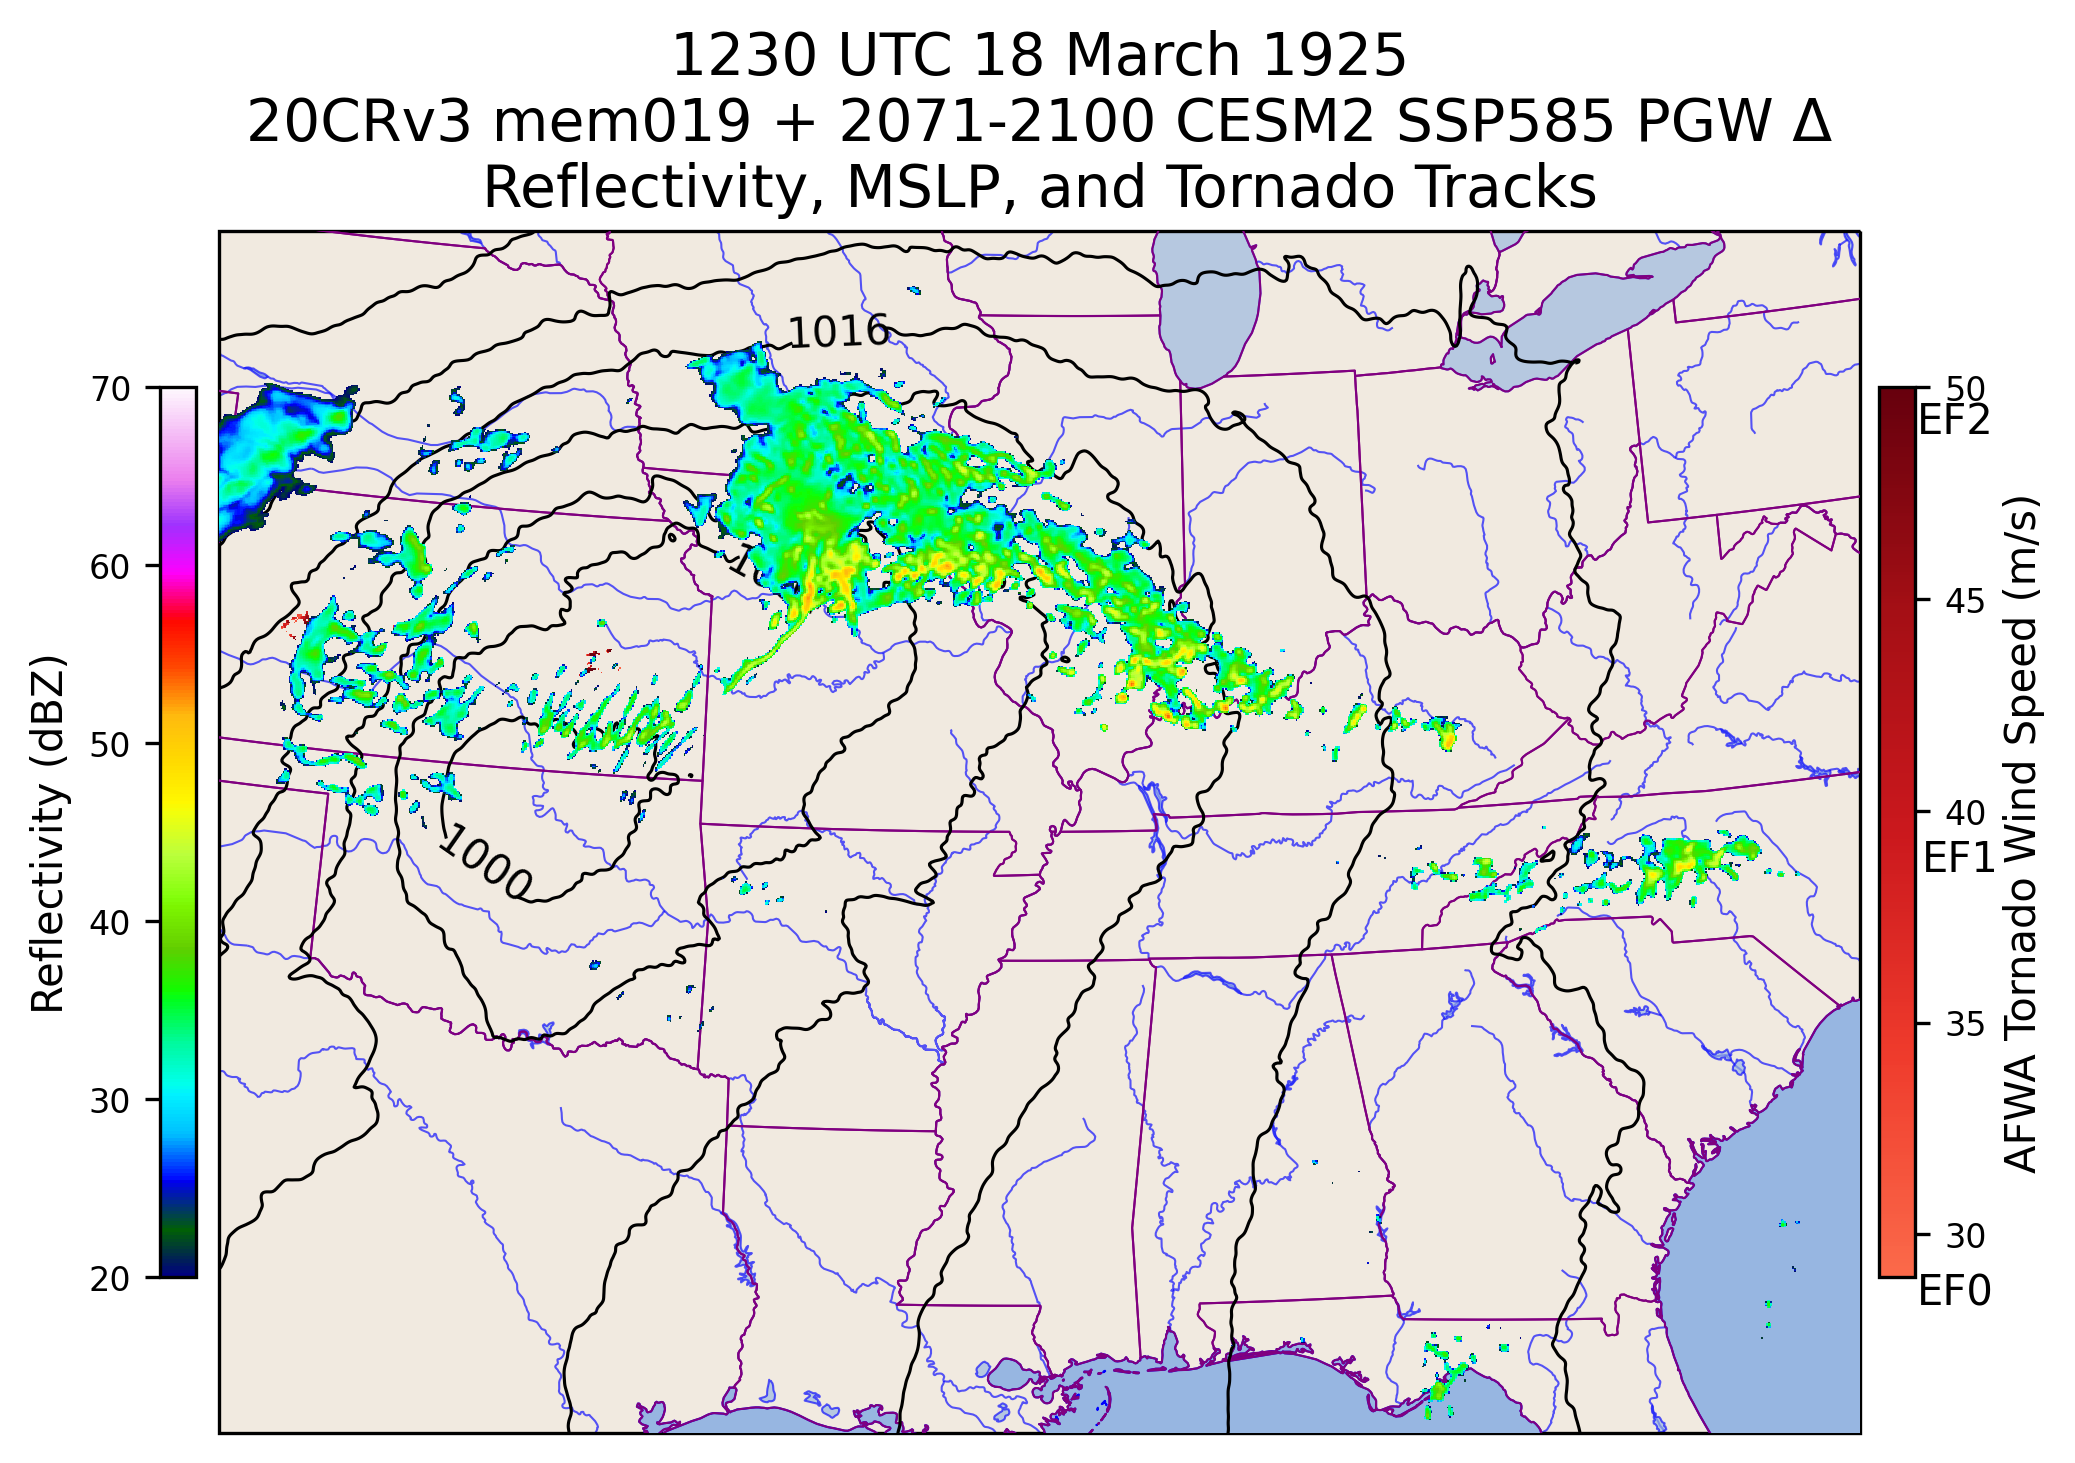 1230 UTC 18 March 1925
20CRv3 mem019 + 2071-2100 CESM2 SSP585 PGW Δ
Reflectivity, MSLP, and Tornado Tracks
1016
1000
Reflectivity (dBZ)
70
60
50
40
30
20
50
EF2
45
40
EF1
35
30
EF0
AFWA Tornado Wind Speed (m/s)